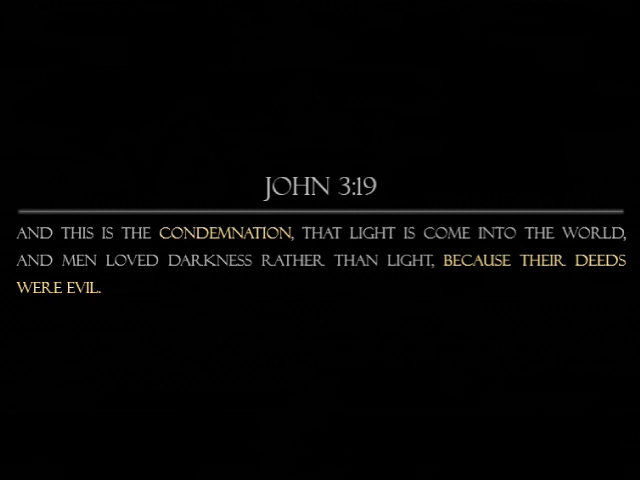 JOHN 3:19
AND THIS IS THE CONDEMNATION, THAT LIGHT IS COME INTO THE WORLD,
AND MEN LOVED DARKNESS RATHER THAN LIGHT, BECAUSE THEIR DEEDS
WERE EVIL.